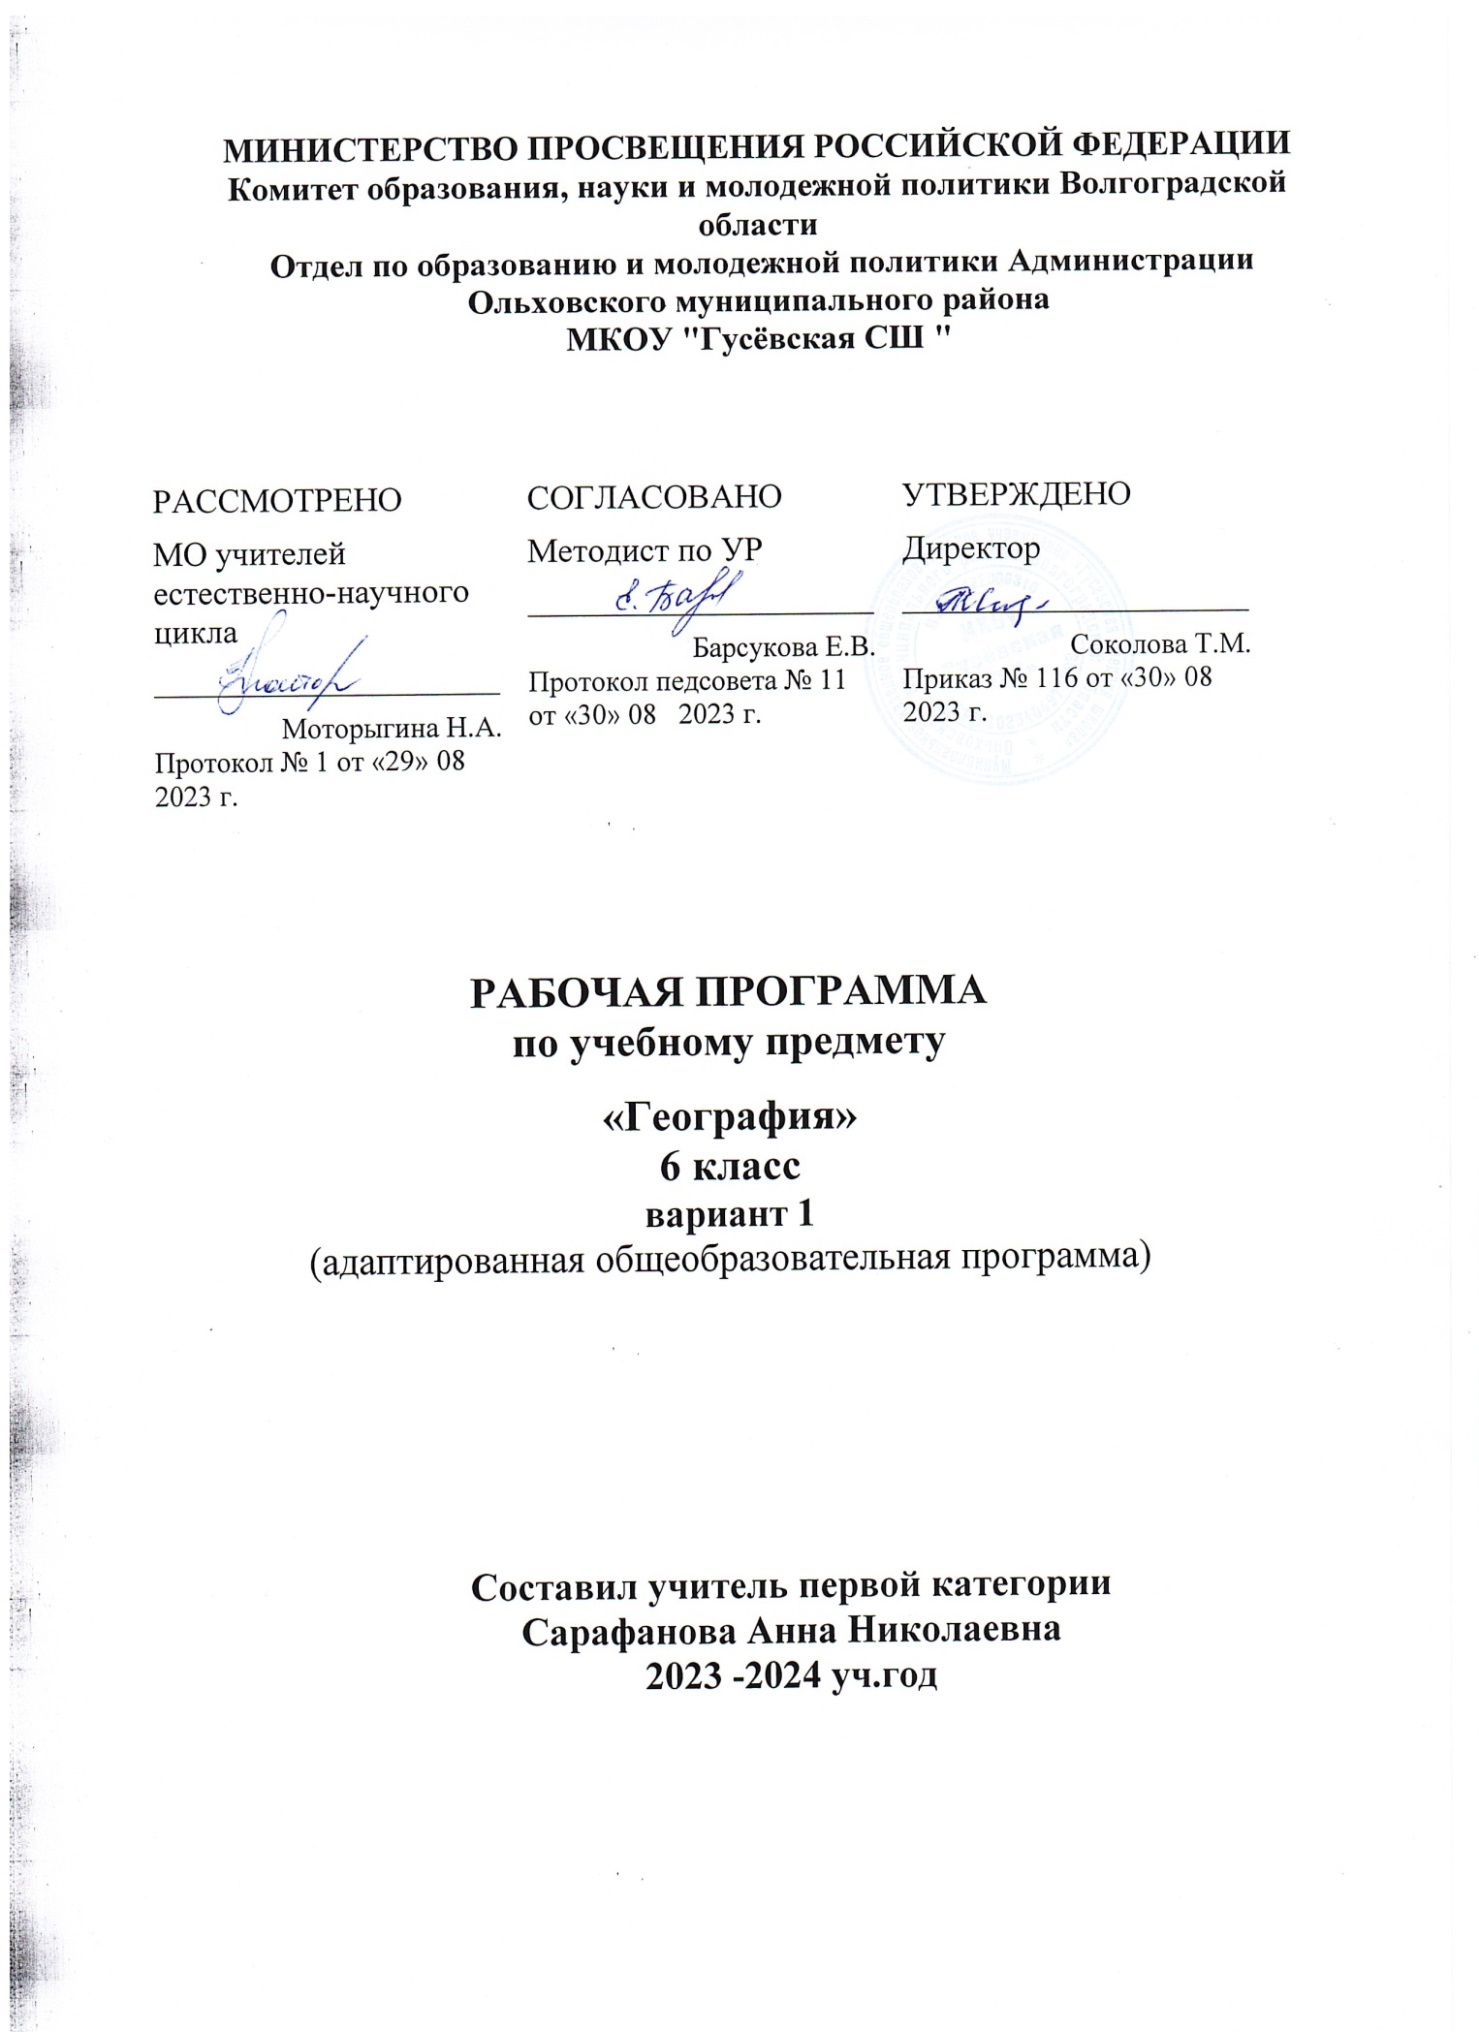 МИНИСТЕРСТВО ПРОСВЕЩЕНИЯ РОССИЙСКОЙ ФЕДЕРАЦИИ
Комитет образования, науки и молодежной политики Волгоградской
области
Отдел по образованию и молодежной политики Администрации
Ольховского муниципального района
МКОУ "Гусёвская СШ "
РАССМОТРЕНО
МО учителей
естественно-научного
цикла
Моторыгина Н.А.
Протокол № 1 от «29» 08
2023 г.
СОГЛАСОВАНО
Методист по УР
Барсукова Е.В.
Протокол педсовета № 11
от «30» 08 2023 г.
УТВЕРЖДЕНО
Директор
Соколова Т.М.
Приказ № 116 от «30» 08
2023 г.
РАБОЧАЯ ПРОГРАММА
по учебному предмету
«География»
6 класс
вариант 1
(адаптированная общеобразовательная программа)
Составил учитель первой категории
Сарафанова Анна Николаевна
2023 -2024 уч.год